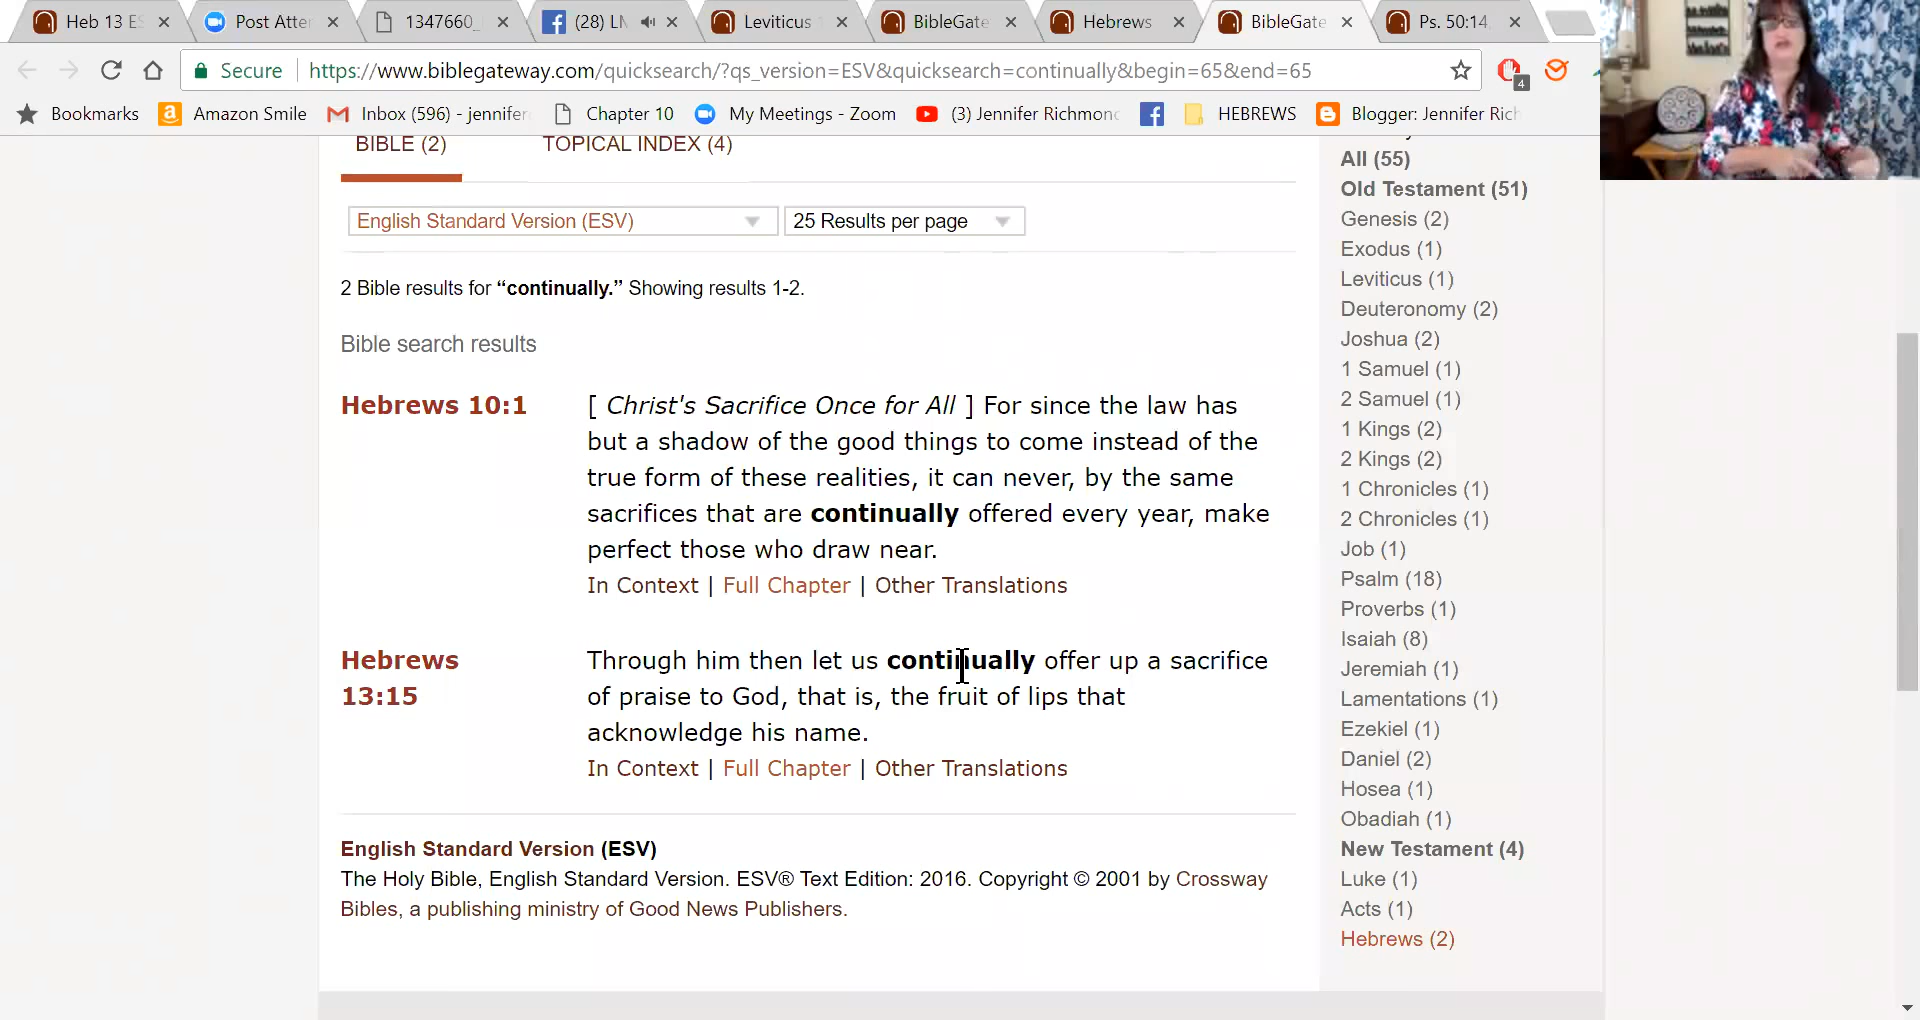 Heb 13 ES
Post Atter
1347660_
(28) LM
Leviticus 1
BibleGate
Hebrews
BibleGate
Ps. 50:14
Secure
https://www.biblegateway.com/quicksearch/?qs_version=ESV&quicksearch=continually&begin=65&end=65
4
Bookmarks
Amazon Smile
Inbox (596) - jennifer
Chapter 10
My Meetings - Zoom
(3) Jennifer Richmond
HEBREWS
Blogger: Jennifer Rich
BIBLE (2)
TOPICAL INDEX (4)
English Standard Version (ESV)
25 Results per page
2 Bible results for “continually.” Showing results 1-2.
Bible search results
Hebrews 10:1
[ Christ's Sacrifice Once for All ] For since the law has
but a shadow of the good things to come instead of the
true form of these realities, it can never, by the same
sacrifices that are continually offered every year, make
perfect those who draw near.
In Context | Full Chapter | Other Translations
Hebrews
13:15
Through him then let us continually offer up a sacrifice
of praise to God, that is, the fruit of lips that
acknowledge his name.
In Context | Full Chapter | Other Translations
English Standard Version (ESV)
The Holy Bible, English Standard Version. ESV® Text Edition: 2016. Copyright © 2001 by Crossway
Bibles, a publishing ministry of Good News Publishers.
All (55)
Old Testament (51)
Genesis (2)
Exodus (1)
Leviticus (1)
Deuteronomy (2)
Joshua (2)
1 Samuel (1)
2 Samuel (1)
1 Kings (2)
2 Kings (2)
1 Chronicles (1)
2 Chronicles (1)
Job (1)
Psalm (18)
Proverbs (1)
Isaiah (8)
Jeremiah (1)
Lamentations (1)
Ezekiel (1)
Daniel (2)
Hosea (1)
Obadiah (1)
New Testament (4)
Luke (1)
Acts (1)
Hebrews (2)